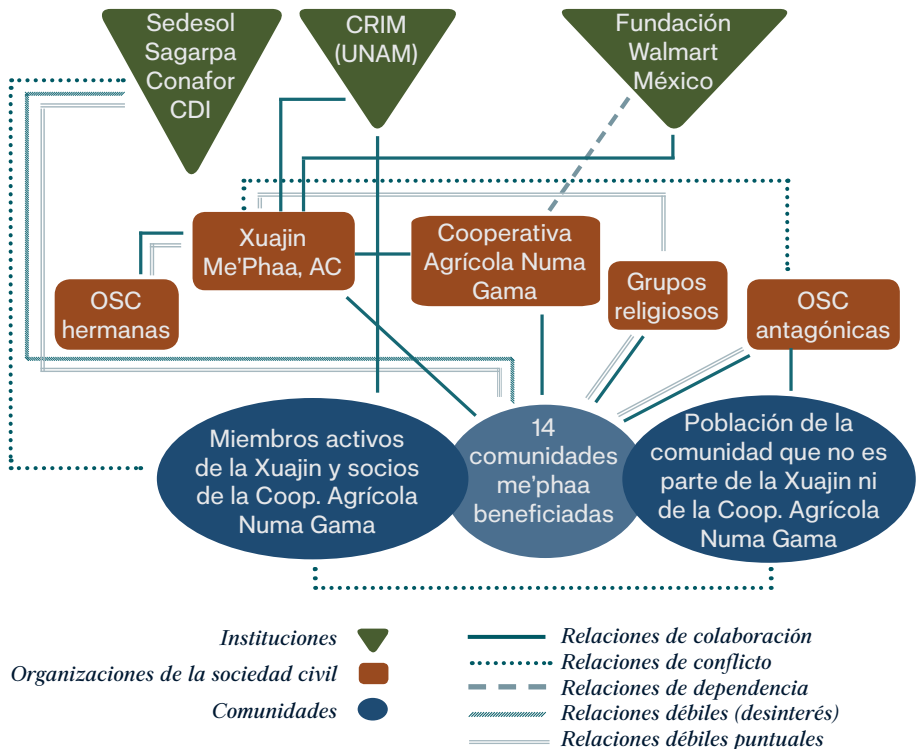 Sedesol
Sagarpa
Conafor
CDI
CRIM
(UNAM)
Fundación
Walmart
México
Xuajin
Me'Phaa, AC
Cooperativa
Agrícola Numa
Gama
OSC
hermanas
Grupos
religiosos
OSC
antagónicas
Miembros activos
de la Xuajin y socios
de la Coop. Agrícola
Numa Gama
14
comunidades
me'phaa
beneficiadas
Población de la
comunidad que no es
parte de la Xuajin ni
de la Coop. Agrícola
Numa Gama
Instituciones
Organizaciones de la sociedad civil
Comunidades
Relaciones de colaboración
Relaciones de conflicto
Relaciones de dependencia
Relaciones débiles (desinterés)
Relaciones débiles puntuales